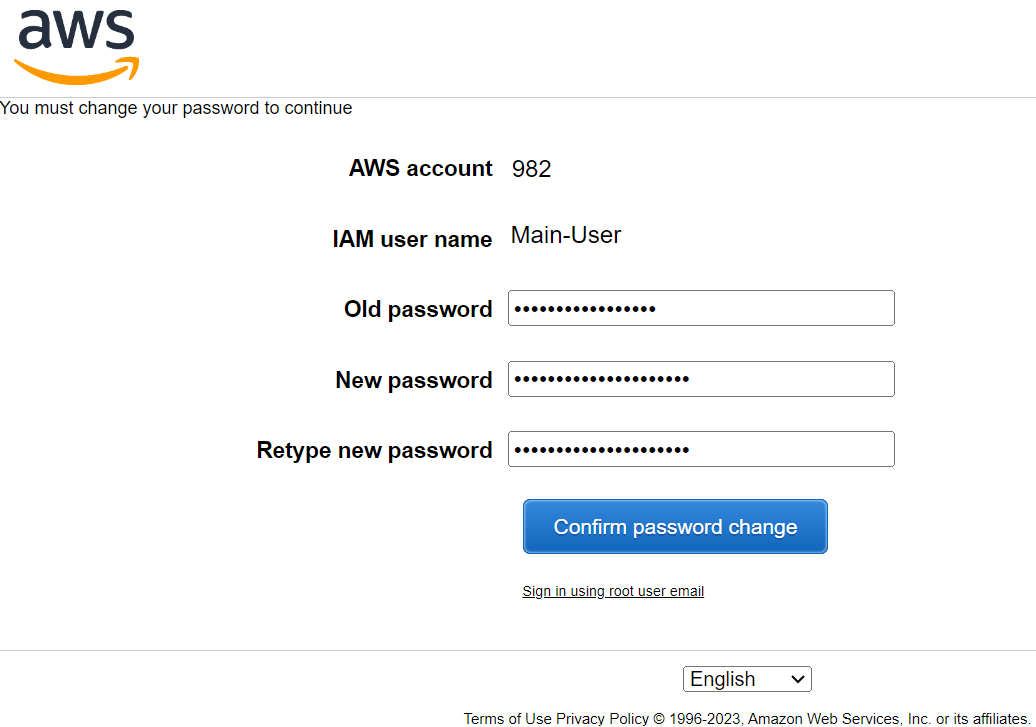 aws
You must change your password to continue
AWS account 982
IAM user name Main-User
Old password •••••••••••••••••
New password •••••••••••••••••••••
Retype new password •••••••••••••••••••••
Confirm password change
Sign in using root user email
English
Terms of Use Privacy Policy © 1996-2023, Amazon Web Services, Inc. or its affiliates.